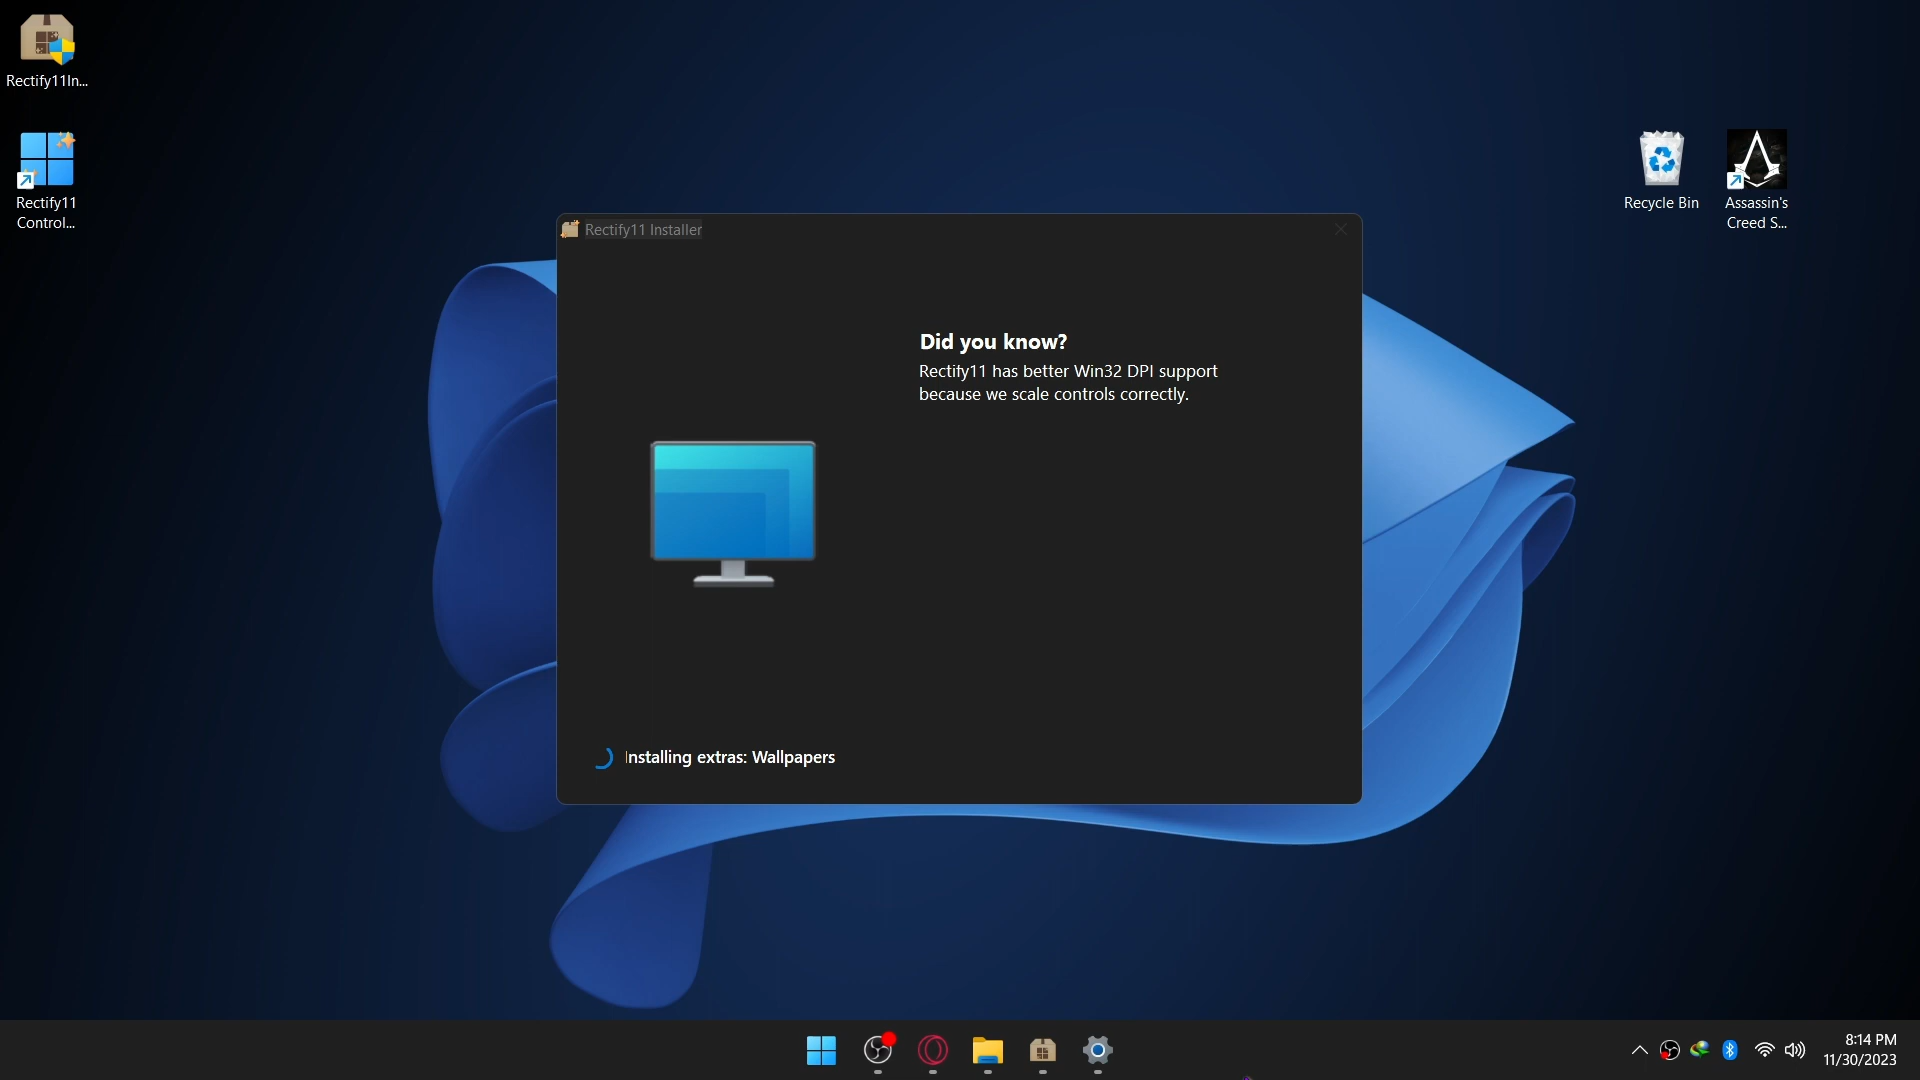 Rectify11In...
Rectify11
Control...
Recycle Bin
Assassin's
Creed S...
Rectify11 Installer
Did you know?
Rectify11 has better Win32 DPI support
because we scale controls correctly.
Installing extras: Wallpapers
8:14 PM
11/30/2023